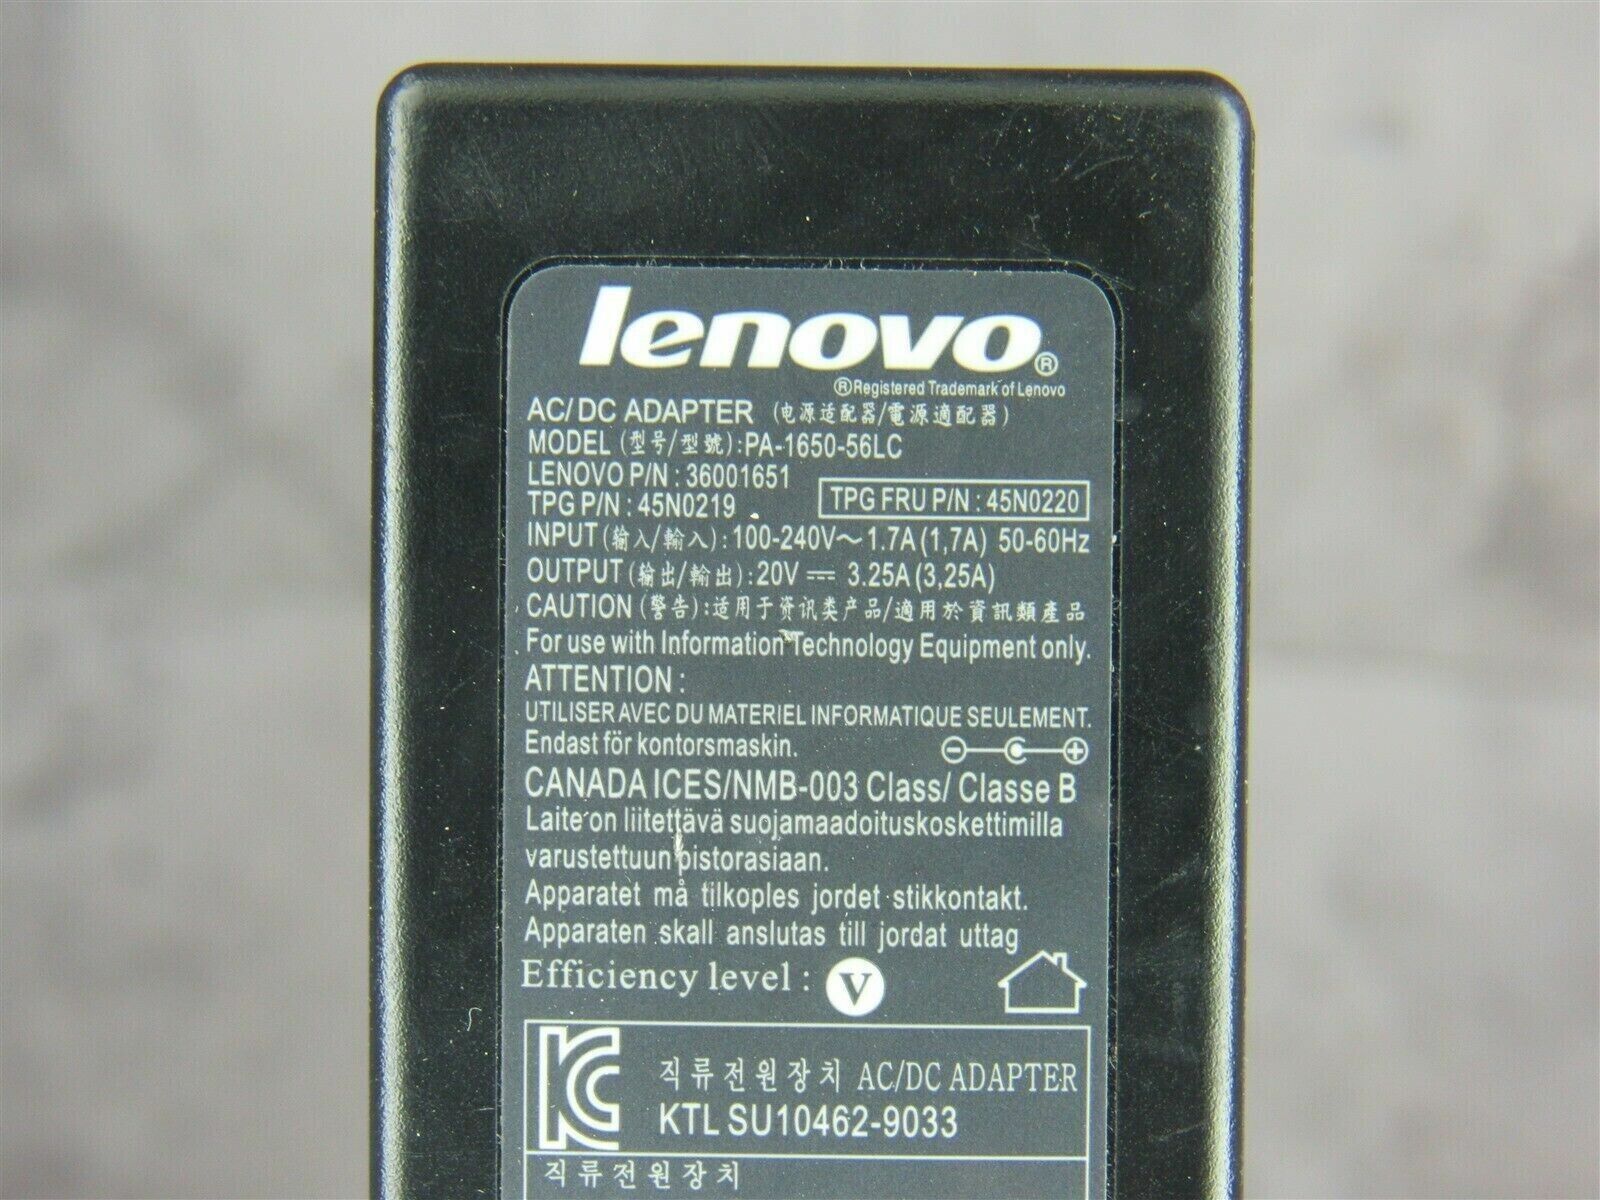 lenovo®
®Registered Trademark of Lenovo
AC/DC ADAPTER (电源适配器/電源適配器)
MODEL (型号/型號):PA-1650-56LC
LENOVO P/N : 36001651
TPG P/N : 45N0219 TPG FRU P/N : 45N0220
INPUT (输入/輸入) : 100-240V～1.7A (1,7A) 50-60Hz
OUTPUT (输出/輸出) : 20V ⎓ 3.25A (3,25A)
CAUTION (警告):适用于资讯类产品/適用於資訊類產品
For use with Information Technology Equipment only.
ATTENTION :
UTILISER AVEC DU MATERIEL INFORMATIQUE SEULEMENT.
Endast för kontorsmaskin.
CANADA ICES/NMB-003 Class/ Classe B
Laite on liitettävä suojamaadoituskoskettimilla
varustettuun pistorasiaan.
Apparatet må tilkoples jordet stikkontakt.
Apparaten skall anslutas till jordat uttag
Efficiency level : V
KC 직류전원장치 AC/DC ADAPTER
KTL SU10462-9033
직류전원장치